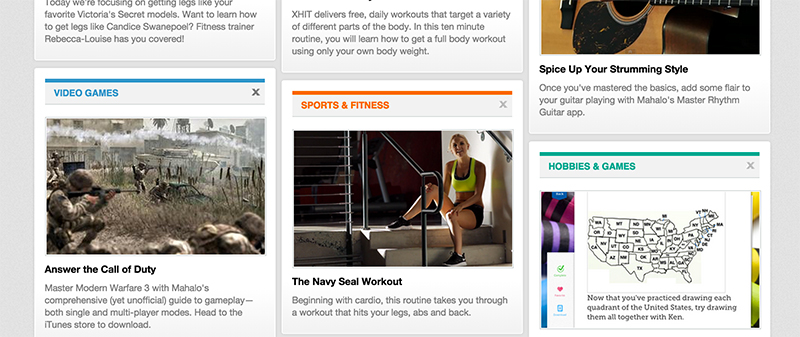 Today we're focusing on getting legs like your
favorite Victoria's Secret models. Want to learn how
to get legs like Candice Swanepoel? Fitness trainer
Rebecca-Louise has you covered!
VIDEO GAMES
Answer the Call of Duty
Master Modern Warfare 3 with Mahalo's
comprehensive (yet unofficial) guide to gameplay—
both single and multi-player modes. Head to the
iTunes store to download.
XHIT delivers free, daily workouts that target a variety
of different parts of the body. In this ten minute
routine, you will learn how to get a full body workout
using only your own body weight.
SPORTS & FITNESS
The Navy Seal Workout
Beginning with cardio, this routine takes you through
a workout that hits your legs, abs and back.
Spice Up Your Strumming Style
Once you've mastered the basics, add some flair to
your guitar playing with Mahalo's Master Rhythm
Guitar app.
HOBBIES & GAMES
Now that you've practiced drawing each
quadrant of the United States, try drawing
them all together with Ken.